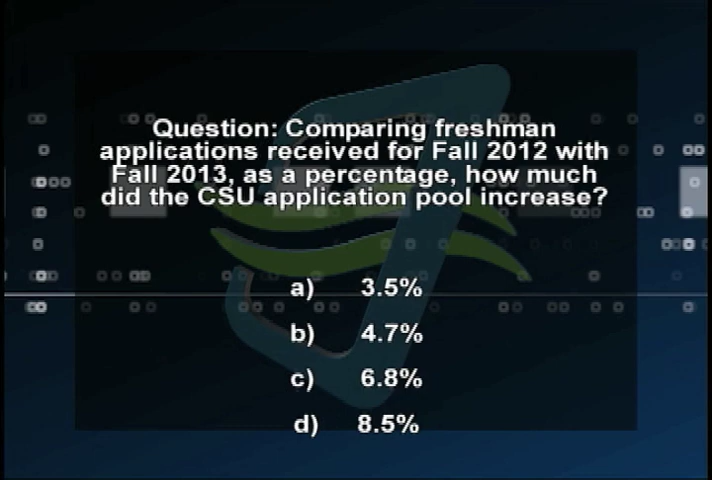 Question: Comparing freshman
applications received for Fall 2012 with
Fall 2013, as a percentage, how much
did the CSU application pool increase?
a) 3.5%
b) 4.7%
c) 6.8%
d) 8.5%